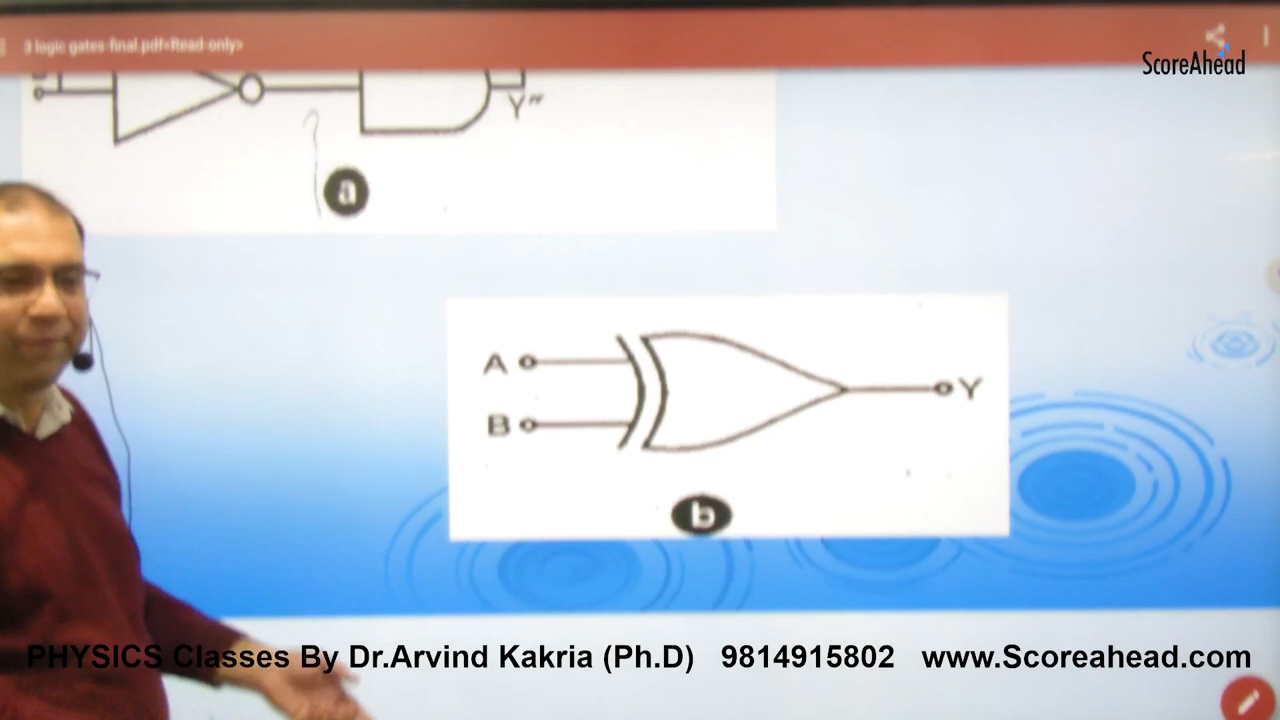 3 logic gates-final.pdf<Read-only>
ScoreAhead
Y"
a
A
B
Y
b
PHYSICS Classes By Dr.Arvind Kakria (Ph.D) 9814915802 www.Scoreahead.com